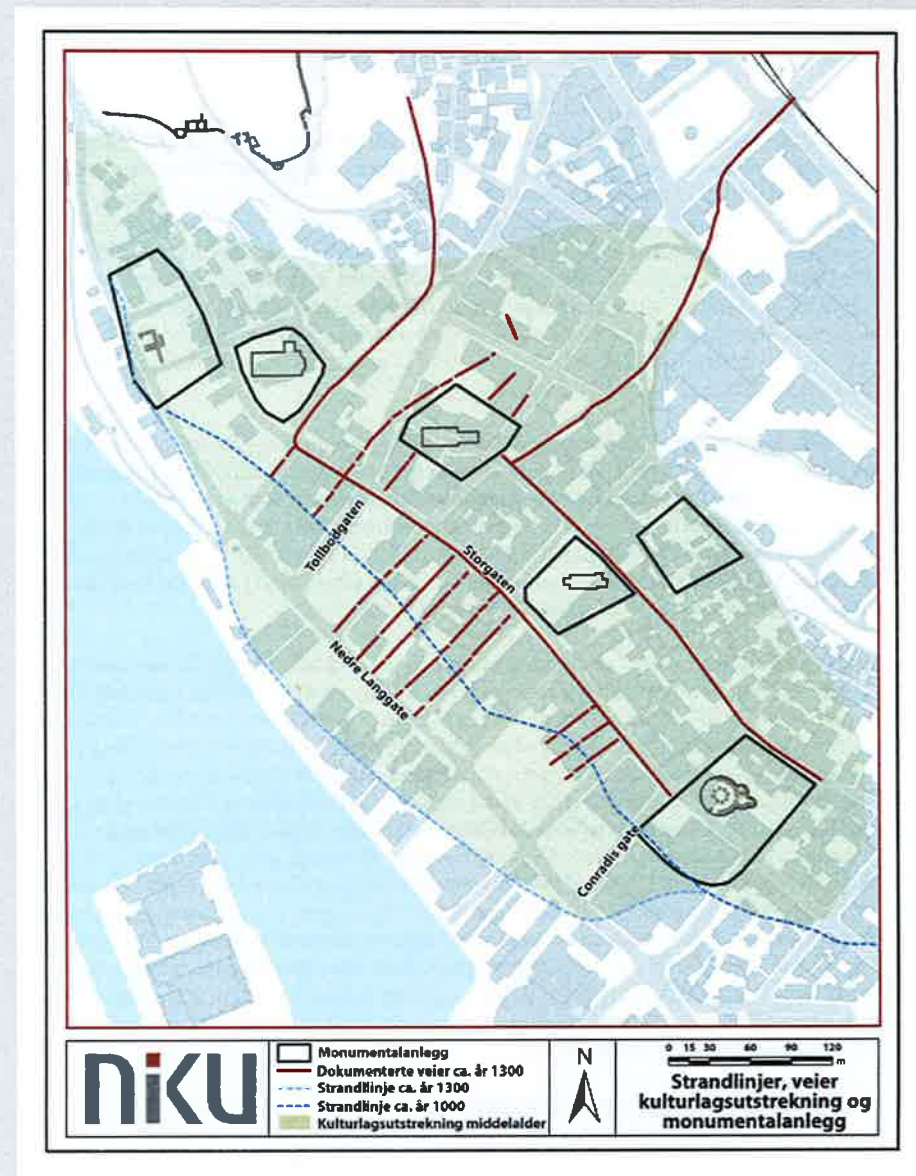 Tollbodgaten
Storgaten
Nedre Langgate
Conradis gate
niku
Monumentalanlegg
Dokumenterte veier ca. år 1300
Strandlinje ca. år 1300
Strandlinje ca. år 1000
Kulturlagsutstrekning middelalder
N
0 15 30 60 90 120
m
Strandlinjer, veier
kulturlagsutstrekning og
monumentalanlegg